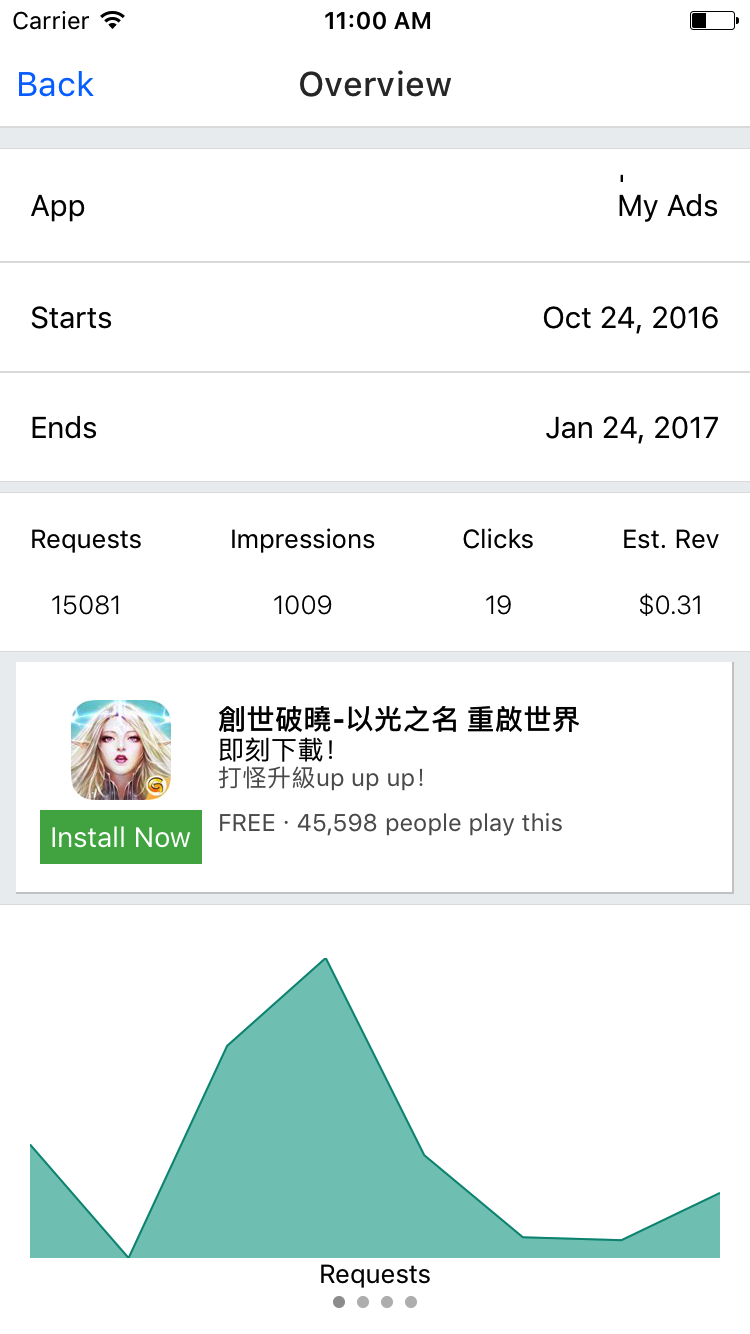 Carrier 11:00 AM
Back Overview
App My Ads
Starts Oct 24, 2016
Ends Jan 24, 2017
Requests Impressions Clicks Est. Rev
15081 1009 19 $0.31
創世破曉-以光之名 重啟世界
即刻下載！
打怪升級up up up！
Install Now
FREE · 45,598 people play this
Requests